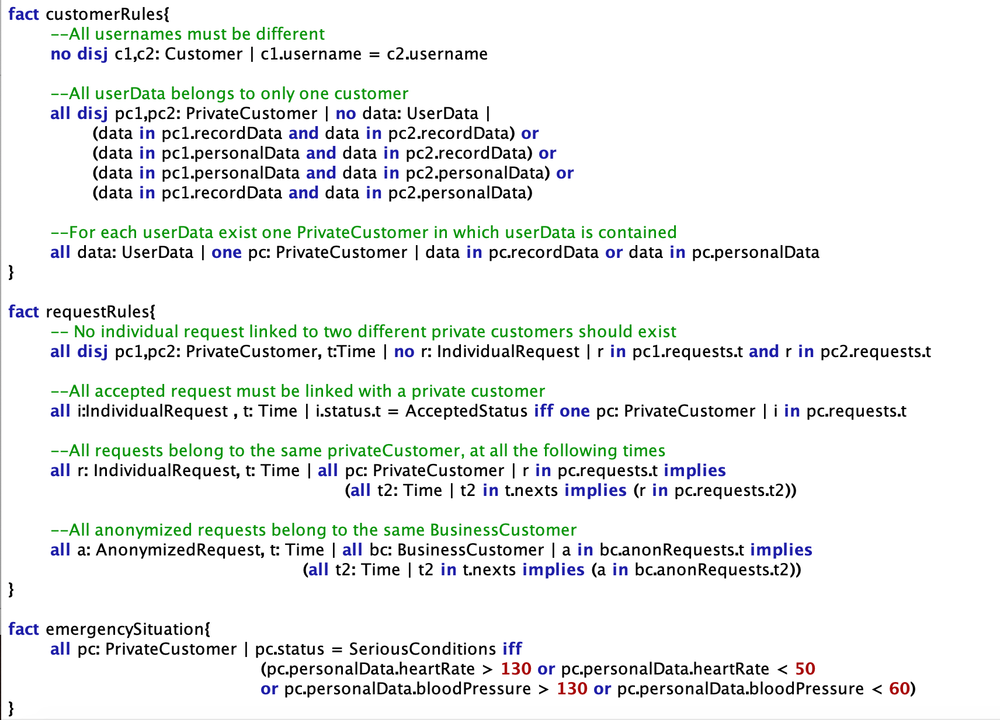 fact customerRules{
--All usernames must be different
no disj c1,c2: Customer | c1.username = c2.username
--All userData belongs to only one customer
all disj pc1,pc2: PrivateCustomer | no data: UserData |
(data in pc1.recordData and data in pc2.recordData) or
(data in pc1.personalData and data in pc2.recordData) or
(data in pc1.personalData and data in pc2.personalData) or
(data in pc1.recordData and data in pc2.personalData)
--For each userData exist one PrivateCustomer in which userData is contained
all data: UserData | one pc: PrivateCustomer | data in pc.recordData or data in pc.personalData
}
fact requestRules{
-- No individual request linked to two different private customers should exist
all disj pc1,pc2: PrivateCustomer, t:Time | no r: IndividualRequest | r in pc1.requests.t and r in pc2.requests.t
--All accepted request must be linked with a private customer
all i:IndividualRequest , t: Time | i.status.t = AcceptedStatus iff one pc: PrivateCustomer | i in pc.requests.t
--All requests belong to the same privateCustomer, at all the following times
all r: IndividualRequest, t: Time | all pc: PrivateCustomer | r in pc.requests.t implies
(all t2: Time | t2 in t.nexts implies (r in pc.requests.t2))
--All anonymized requests belong to the same BusinessCustomer
all a: AnonymizedRequest, t: Time | all bc: BusinessCustomer | a in bc.anonRequests.t implies
(all t2: Time | t2 in t.nexts implies (a in bc.anonRequests.t2))
}
fact emergencySituation{
all pc: PrivateCustomer | pc.status = SeriousConditions iff
(pc.personalData.heartRate > 130 or pc.personalData.heartRate < 50
or pc.personalData.bloodPressure > 130 or pc.personalData.bloodPressure < 60)
}